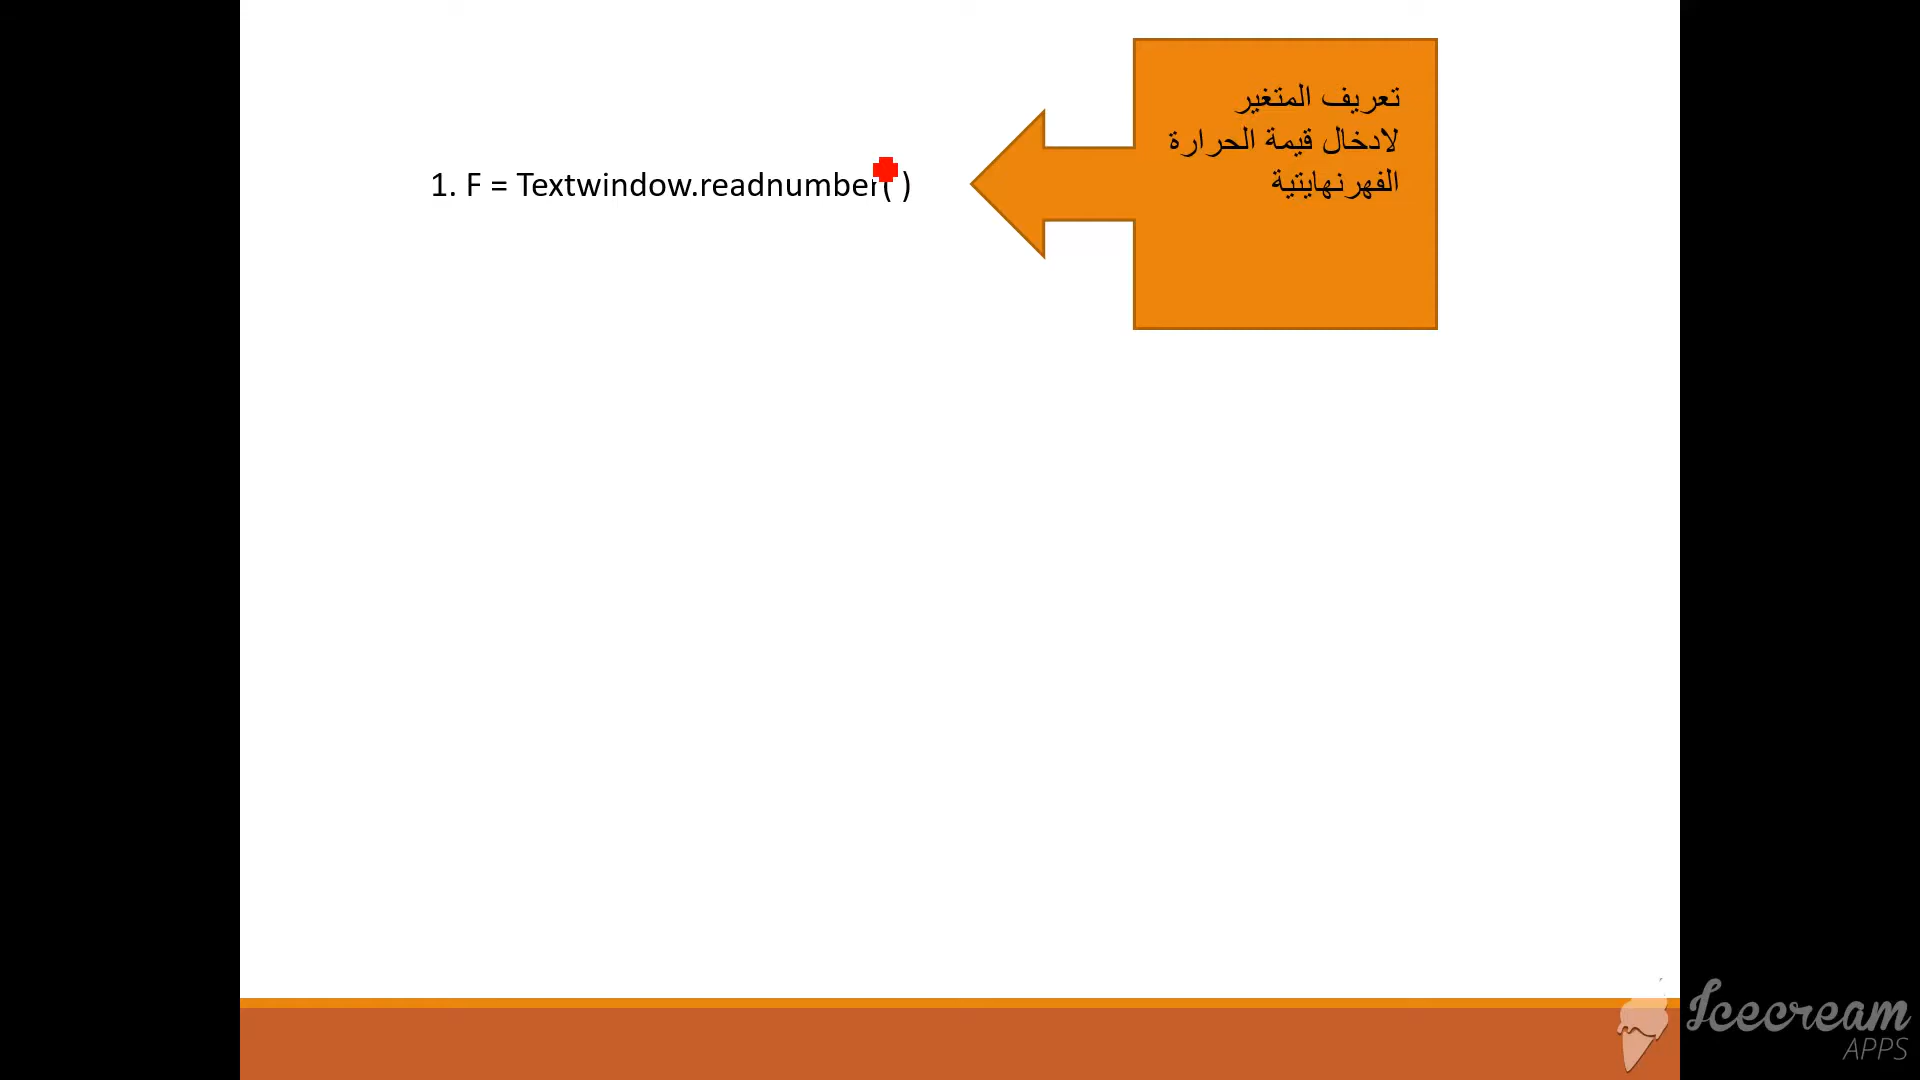 1. F = Textwindow.readnumber( )
تعريف المتغير
لادخال قيمة الحرارة
الفهرنهايتية
Icecream
APPS